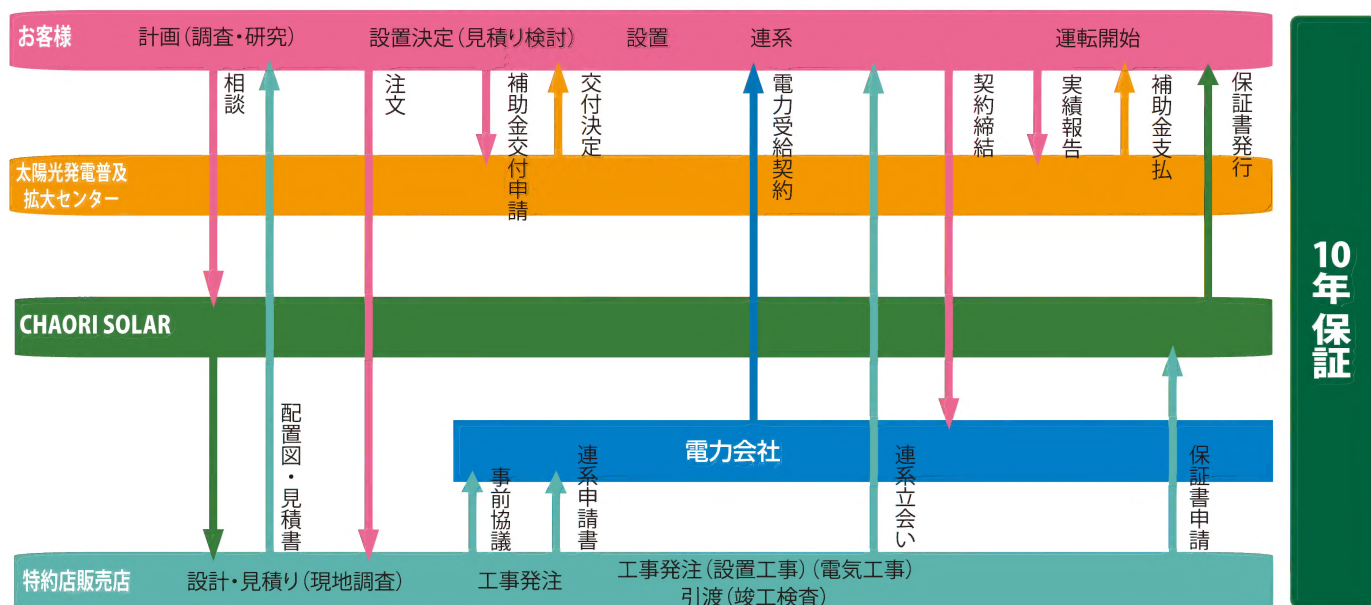 お客様
計画(調査・研究)
設置決定(見積り検討)
設置
連系
運転開始
相談
注文
補助金交付申請
交付決定
電力受給契約
契約締結
実績報告
補助金支払
保証書発行
太陽光発電普及
拡大センター
CHAORI SOLAR
10年保証
電力会社
配置図・見積書
事前協議
連系申請書
連系立会い
保証書申請
特約店販売店
設計・見積り(現地調査)
工事発注
工事発注(設置工事)(電気工事)
引渡(竣工検査)